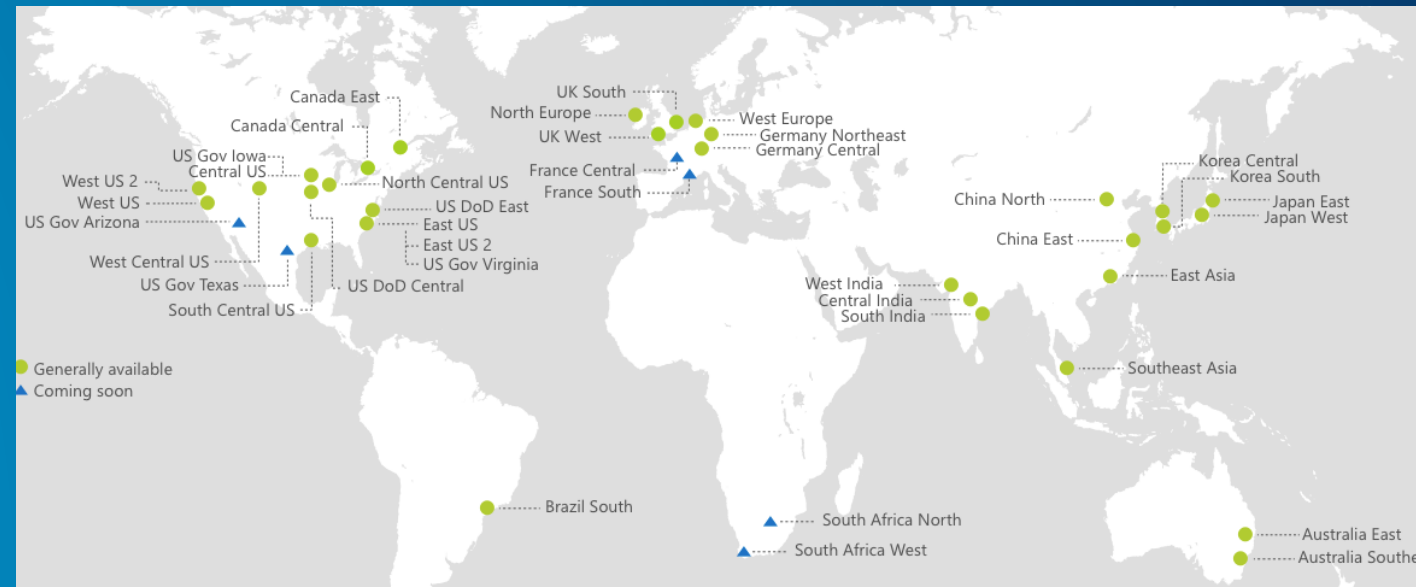 Canada East
Canada Central
US Gov Iowa
Central US
West US 2
West US
US Gov Arizona
North Central US
US DoD East
East US
East US 2
US Gov Virginia
West Central US
US Gov Texas
US DoD Central
South Central US
Generally available
Coming soon
UK South
North Europe
West Europe
UK West
Germany Northeast
Germany Central
France Central
France South
Korea Central
Korea South
China North
Japan East
Japan West
China East
East Asia
West India
Central India
South India
Southeast Asia
Brazil South
South Africa North
South Africa West
Australia East
Australia Southe